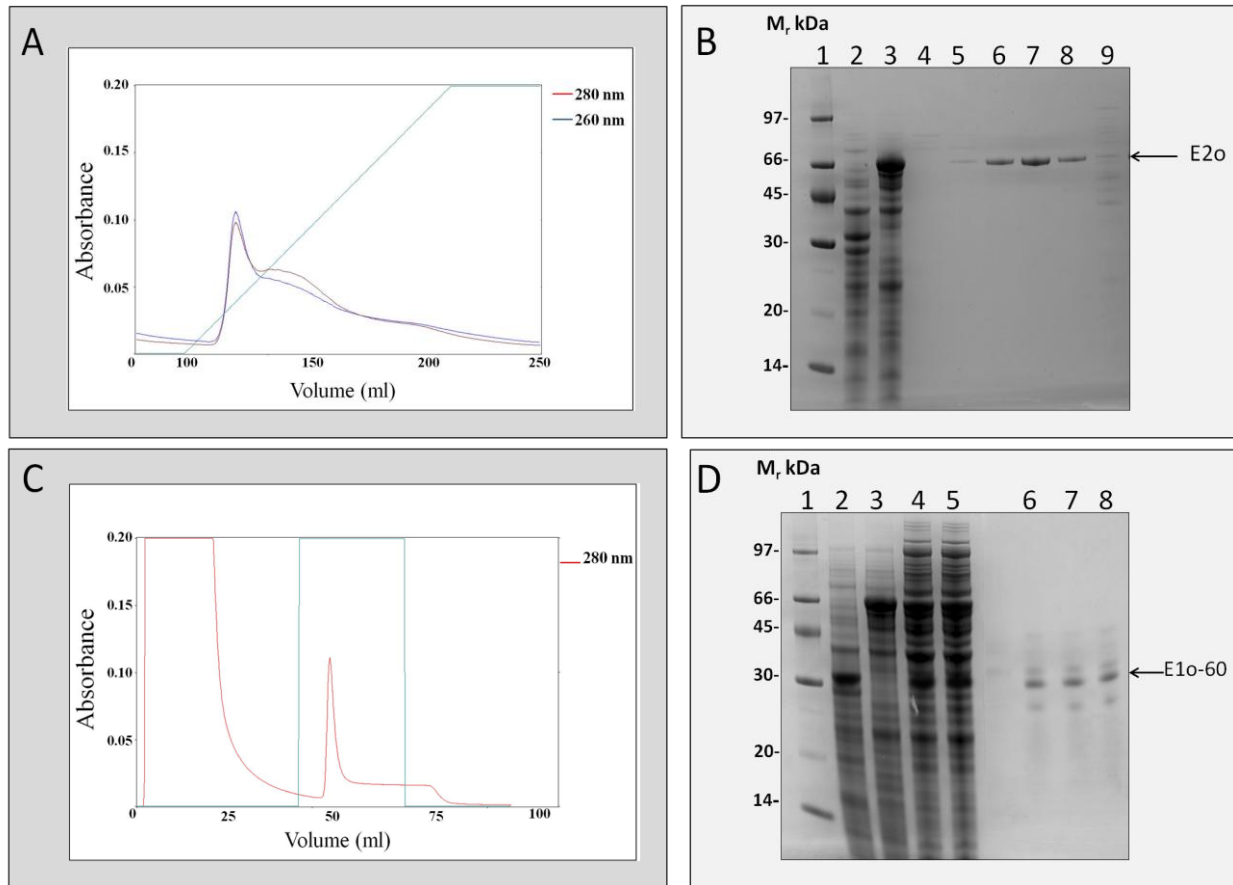 A
280 nm
260 nm
0.20
0.15
0.10
0.05
Absorbance
0 100 150 200 250
Volume (ml)
B
Mr kDa
1 2 3 4 5 6 7 8 9
97-
66-
45-
30-
20-
14-
E2o
C
280 nm
0.20
0.15
0.10
0.05
Absorbance
0 25 50 75 100
Volume (ml)
D
Mr kDa
1 2 3 4 5 6 7 8
97-
66-
45-
30-
20-
14-
E1o-60